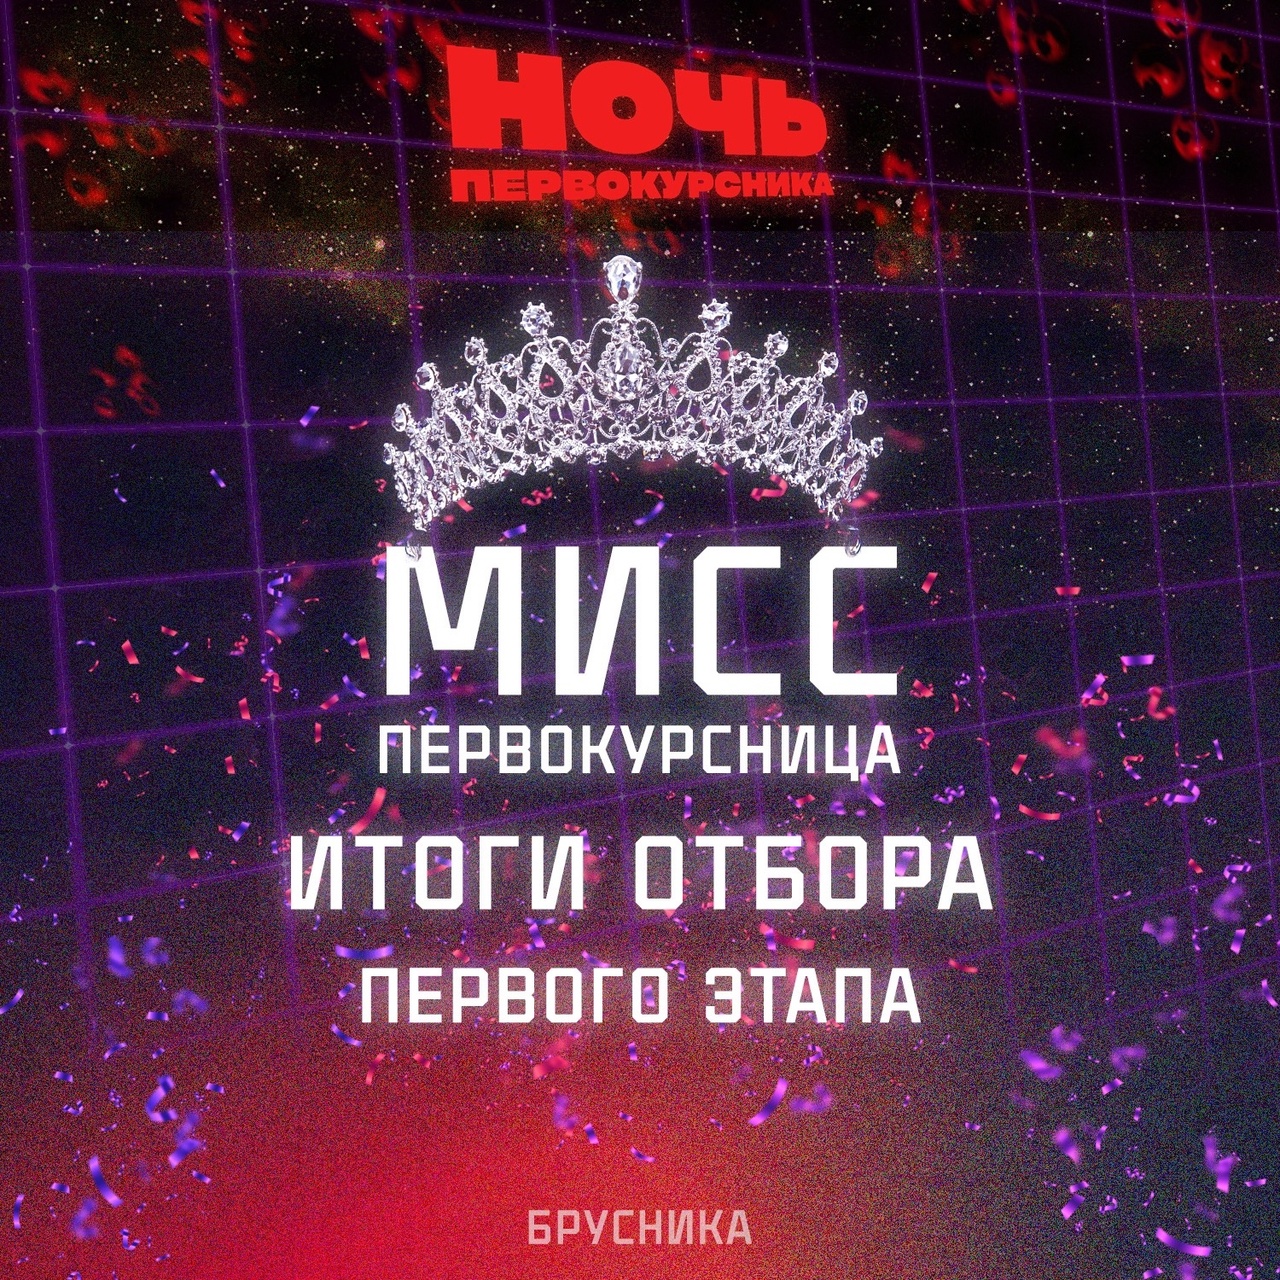 НОЧЬ
ПЕРВОКУРСНИКА
МИСС
ПЕРВОКУРСНИЦА
ИТОГИ ОТБОРА
ПЕРВОГО ЭТАПА
БРУСНИКА